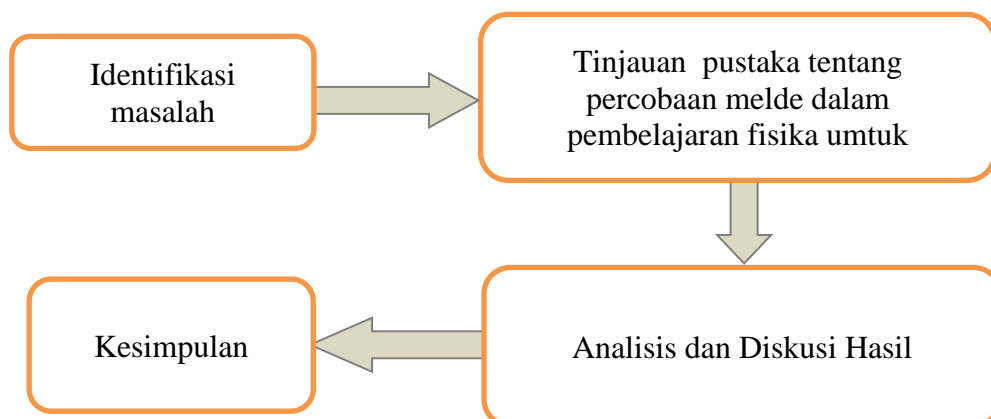 Identifikasi
masalah
Tinjauan pustaka tentang
percobaan melde dalam
pembelajaran fisika umtuk
Analisis dan Diskusi Hasil
Kesimpulan